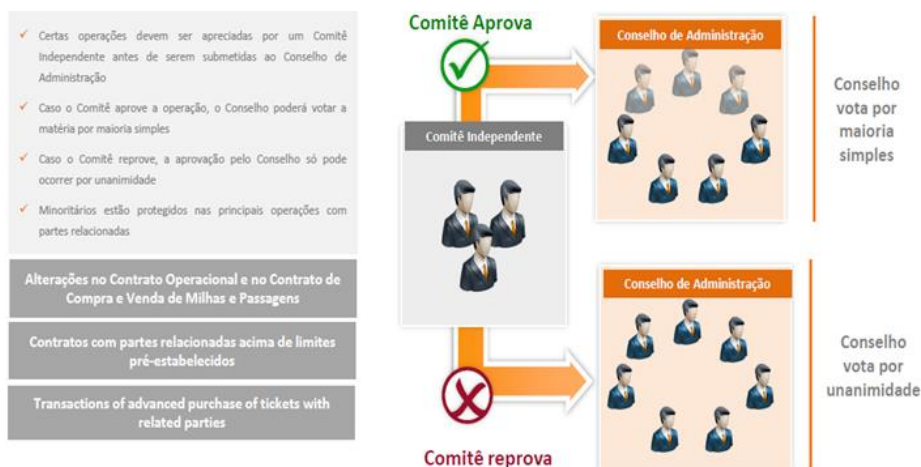 Certas operações devem ser apreciadas por um Comitê
Independente antes de serem submetidas ao Conselho de
Administração
Caso o Comitê aprove a operação, o Conselho poderá votar a
matéria por maioria simples
Caso o Comitê reprove, a aprovação pelo Conselho só pode
ocorrer por unanimidade
Minoritários estão protegidos nas principais operações com
partes relacionadas
Alterações no Contrato Operacional e no Contrato de
Compra e Venda de Milhas e Passagens
Contratos com partes relacionadas acima de limites
pré-estabelecidos
Transactions of advanced purchase of tickets with
related parties
Comitê Aprova
Comitê Independente
Comitê reprova
Conselho de Administração
Conselho
vota por
maioria
simples
Conselho de Administração
Conselho
vota por
unanimidade